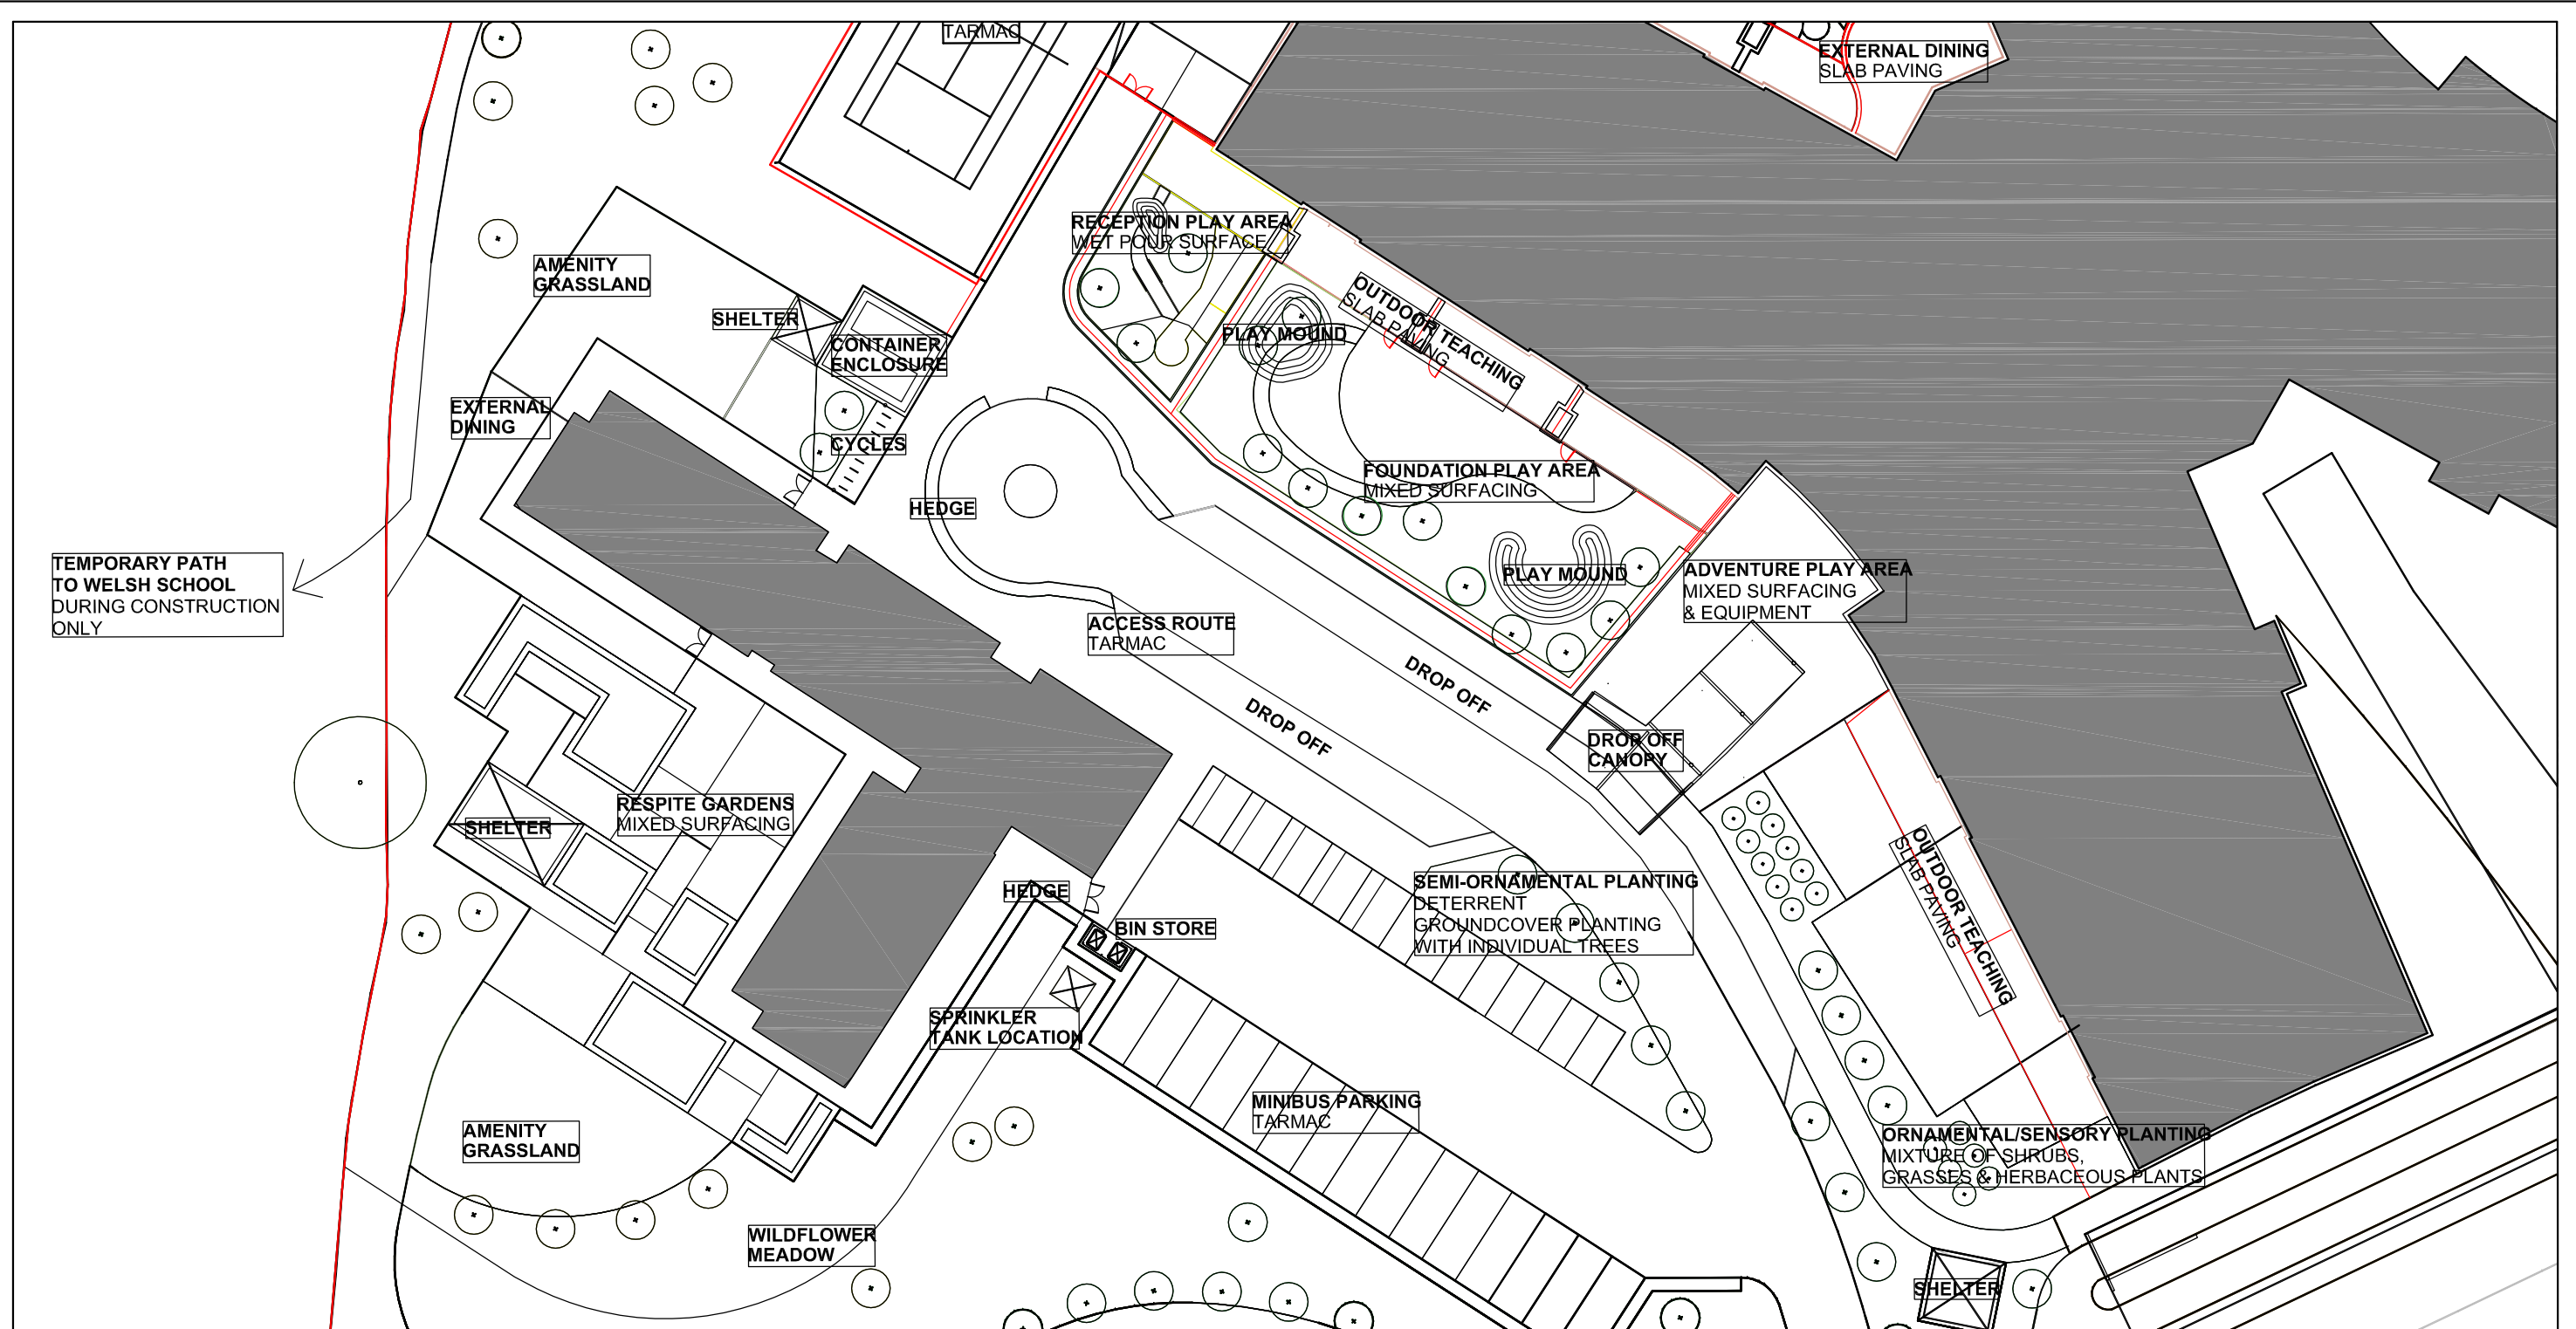 TARMAC
EXTERNAL DINING
SLAB PAVING
RECEPTION PLAY AREA
WET POUR SURFACE
AMENITY
GRASSLAND
SHELTER
CONTAINER
ENCLOSURE
PLAY MOUND
OUTDOOR TEACHING
SLAB PAVING
EXTERNAL
DINING
CYCLES
HEDGE
FOUNDATION PLAY AREA
MIXED SURFACING
TEMPORARY PATH
TO WELSH SCHOOL
DURING CONSTRUCTION
ONLY
PLAY MOUND
ADVENTURE PLAY AREA
MIXED SURFACING
& EQUIPMENT
ACCESS ROUTE
TARMAC
DROP OFF
DROP OFF
DROP OFF
CANOPY
RESPITE GARDENS
MIXED SURFACING
SHELTER
HEDGE
BIN STORE
SEMI-ORNAMENTAL PLANTING
DETERRENT
GROUNDCOVER PLANTING
WITH INDIVIDUAL TREES
OUTDOOR TEACHING
SLAB PAVING
SPRINKLER
TANK LOCATION
MINIBUS PARKING
TARMAC
AMENITY
GRASSLAND
ORNAMENTAL/SENSORY PLANTING
MIXTURE OF SHRUBS,
GRASSES & HERBACEOUS PLANTS
WILDFLOWER
MEADOW
SHELTER